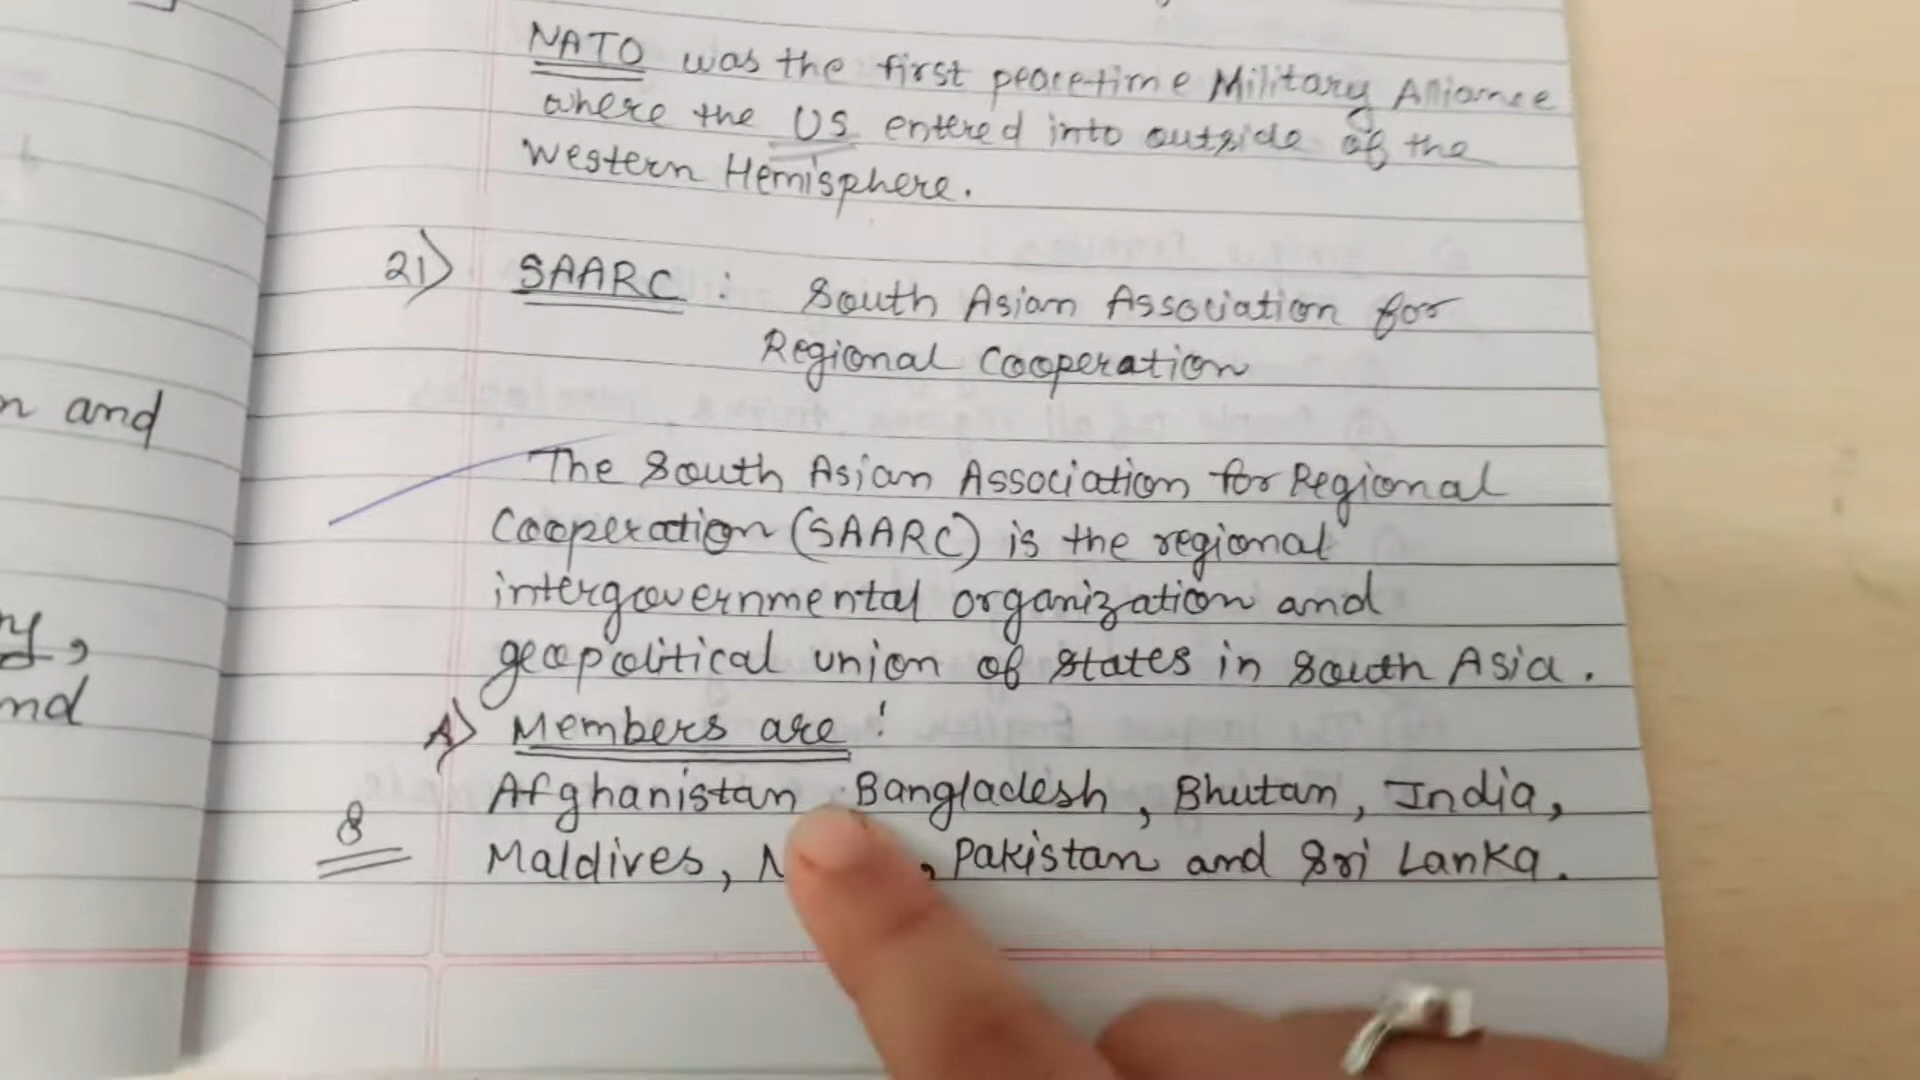 NATO was the first peacetime Military Alliance
where the US entered into outside of the
Western Hemisphere.
21) SAARC : South Asian Association for
Regional Cooperation
n and
The South Asian Association for Regional
Cooperation (SAARC) is the regional
intergovernmental organization and
y,
geopolitical union of states in South Asia.
nd
A) Members are :
Afghanistan Bangladesh, Bhutan, India,
8
Maldives, N , Pakistan and Sri Lanka.